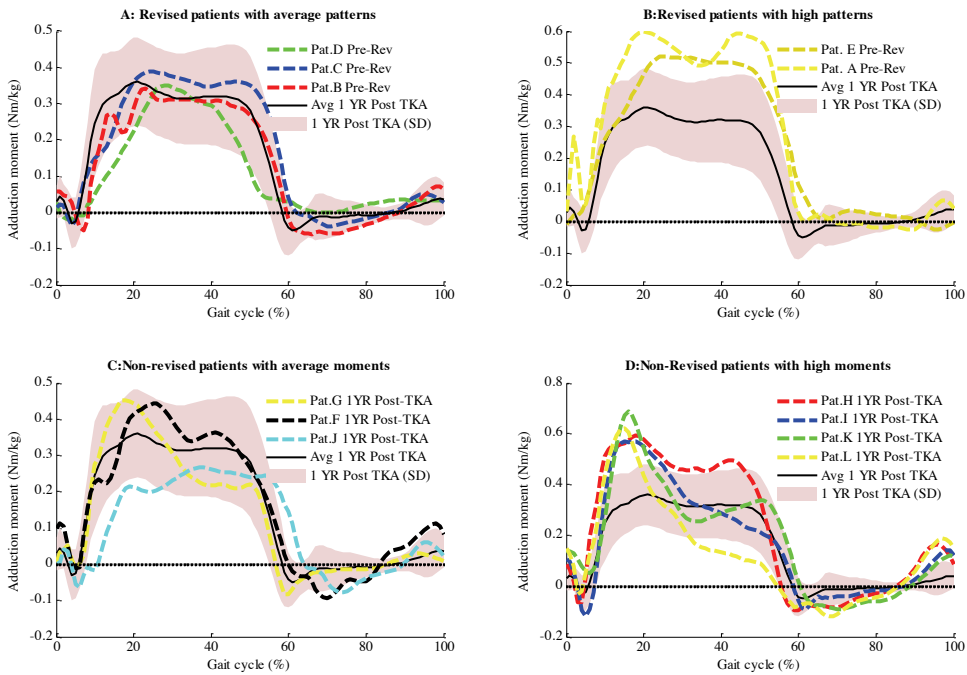 A: Revised patients with average patterns
0.5
0.4
0.3
0.2
0.1
0
-0.1
-0.2
Adduction moment (Nm/kg)
Pat.D Pre-Rev
Pat.C Pre-Rev
Pat.B Pre-Rev
Avg 1 YR Post TKA
1 YR Post TKA (SD)
0 20 40 60 80 100
Gait cycle (%)
B:Revised patients with high patterns
0.6
0.4
0.2
0
-0.2
Adduction moment (Nm/kg)
Pat. E Pre-Rev
Pat. A Pre-Rev
Avg 1 YR Post TKA
1 YR Post TKA (SD)
0 20 40 60 80 100
Gait cycle (%)
C:Non-revised patients with average moments
0.5
0.4
0.3
0.2
0.1
0
-0.1
-0.2
Adduction moment (Nm/kg)
Pat.G 1YR Post-TKA
Pat.F 1YR Post-TKA
Pat.J 1YR Post-TKA
Avg 1 YR Post TKA
1 YR Post TKA (SD)
0 20 40 60 80 100
Gait cycle (%)
D:Non-Revised patients with high moments
0.8
0.6
0.4
0.2
0
-0.2
Adduction moment (Nm/kg)
Pat.H 1YR Post-TKA
Pat.I 1YR Post-TKA
Pat.K 1YR Post-TKA
Pat.L 1YR Post-TKA
Avg 1 YR Post TKA
1 YR Post TKA (SD)
0 20 40 60 80 100
Gait cycle (%)